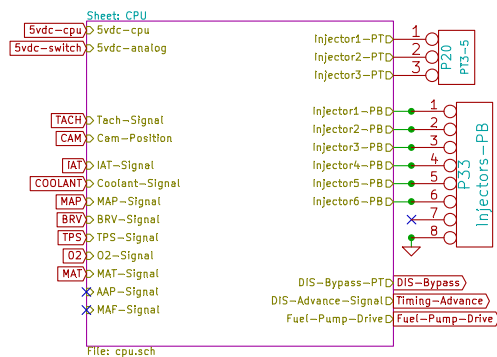 Sheet: CPU
5vdc-cpu 5vdc-cpu
5vdc-switch 5vdc-analog
Injector1-PT 1
Injector2-PT 2
Injector3-PT 3
P20
PT3-5
TACH Tach-Signal
CAM Cam-Position
IAT IAT-Signal
COOLANT Coolant-Signal
MAP MAP-Signal
BRV BRV-Signal
TPS TPS-Signal
O2 O2-Signal
MAT MAT-Signal
AAP-Signal
MAF-Signal
Injector1-PB 1
Injector2-PB 2
Injector3-PB 3
Injector4-PB 4
Injector5-PB 5
Injector6-PB 6
7
8
P33
Injectors-PB
DIS-Bypass-PT DIS-Bypass
DIS-Advance-Signal Timing-Advance
Fuel-Pump-Drive Fuel-Pump-Drive
File: cpu.sch